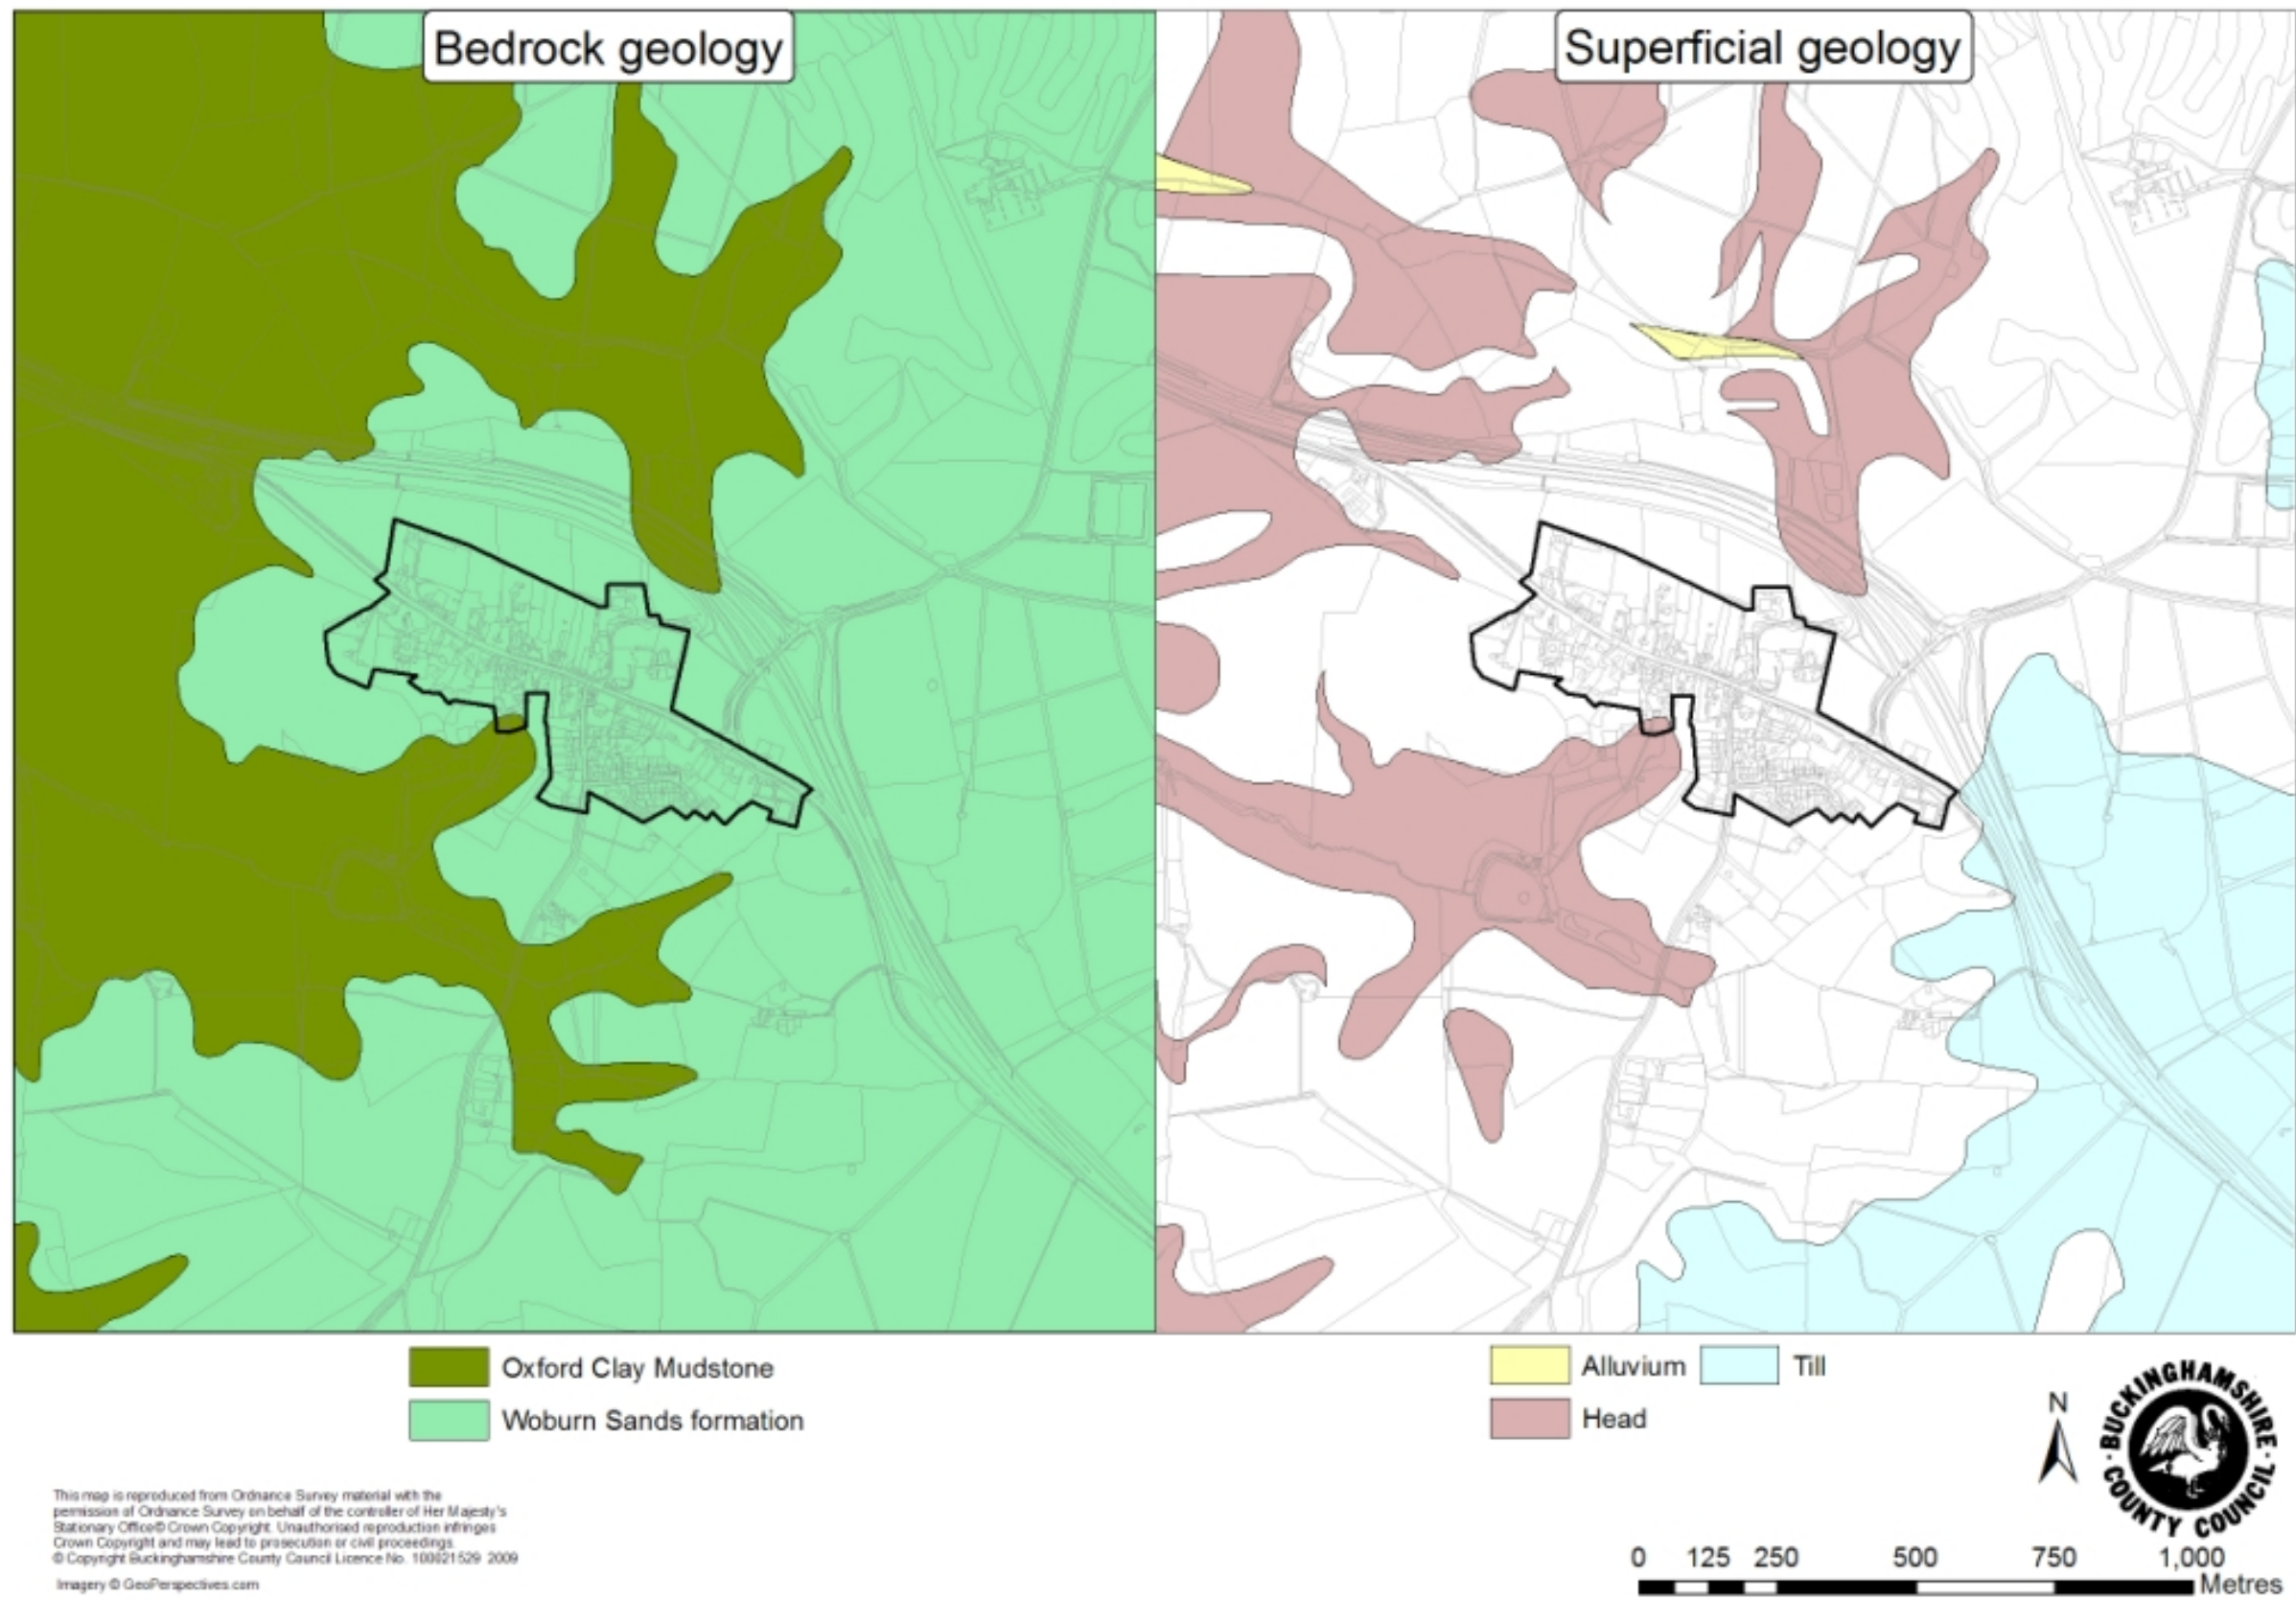 Bedrock geology
Superficial geology
Oxford Clay Mudstone
Woburn Sands formation
Alluvium
Till
Head
N
BUCKINGHAMSHIRE
COUNTY COUNCIL
This map is reproduced from Ordnance Survey material with the
permission of Ordnance Survey on behalf of the controller of Her Majesty's
Stationary Office© Crown Copyright. Unauthorised reproduction infringes
Crown Copyright and may lead to prosecution or civil proceedings.
© Copyright Buckinghamshire County Council Licence No. 100021529 2009
Imagery © GeoPerspectives.com
0 125 250 500 750 1,000
Metres